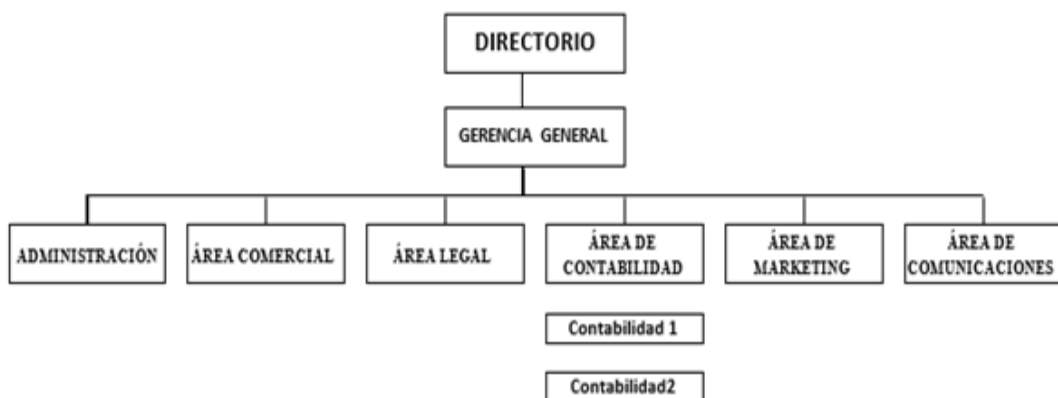 DIRECTORIO
GERENCIA GENERAL
ADMINISTRACIÓN
ÁREA COMERCIAL
ÁREA LEGAL
ÁREA DE
CONTABILIDAD
ÁREA DE
MARKETING
ÁREA DE
COMUNICACIONES
Contabilidad 1
Contabilidad2